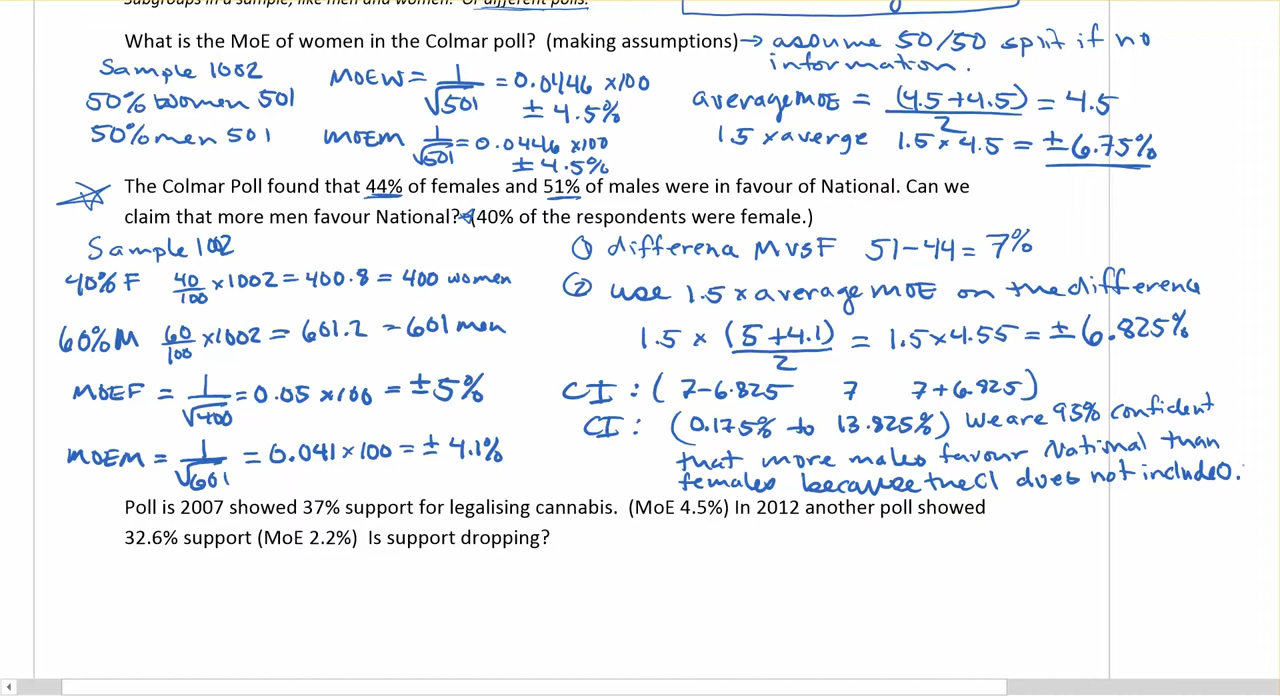 Subgroups in a sample, like men and women. Or different polls.
What is the MoE of women in the Colmar poll? (making assumptions) → assume 50/50 split if no
information.
Sample 1002
50% Women 501
50% men 501
MOEW = 1/√501 = 0.0446 x100
± 4.5%
MOEM 1/√501 = 0.0446 x100
± 4.5%
average MOE = (4.5+4.5)/2 = 4.5
1.5 x averge 1.5 x 4.5 = ±6.75%
The Colmar Poll found that 44% of females and 51% of males were in favour of National. Can we
claim that more men favour National? (40% of the respondents were female.)
Sample 1002
40% F 40/100 x1002 = 400.8 = 400 women
60% M 60/100 x1002 = 601.2 = 601 men
MOEF = 1/√400 = 0.05 x100 = ±5%
MOEM = 1/√601 = 0.041 x 100 = ± 4.1%
① differena M vs F 51-44 = 7%
② use 1.5 x average MOE on the difference
1.5 x (5+4.1)/2 = 1.5 x 4.55 = ±6.825%
CI : ( 7-6.825 7 7+6.825)
CI : (0.175% to 13.825%) We are 95% confident
that more males favour National than
females because the CI does not include 0.
Poll is 2007 showed 37% support for legalising cannabis. (MoE 4.5%) In 2012 another poll showed
32.6% support (MoE 2.2%) Is support dropping?